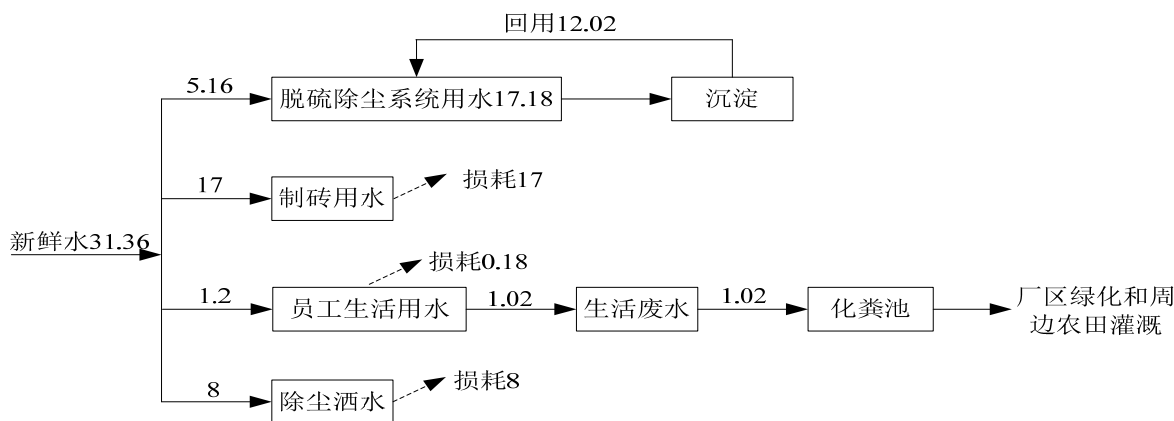 回用12.02
5.16
脱硫除尘系统用水17.18
沉淀
17
制砖用水
损耗17
新鲜水31.36
损耗0.18
1.2
员工生活用水
1.02
生活废水
1.02
化粪池
厂区绿化和周
边农田灌溉
8
除尘洒水
损耗8